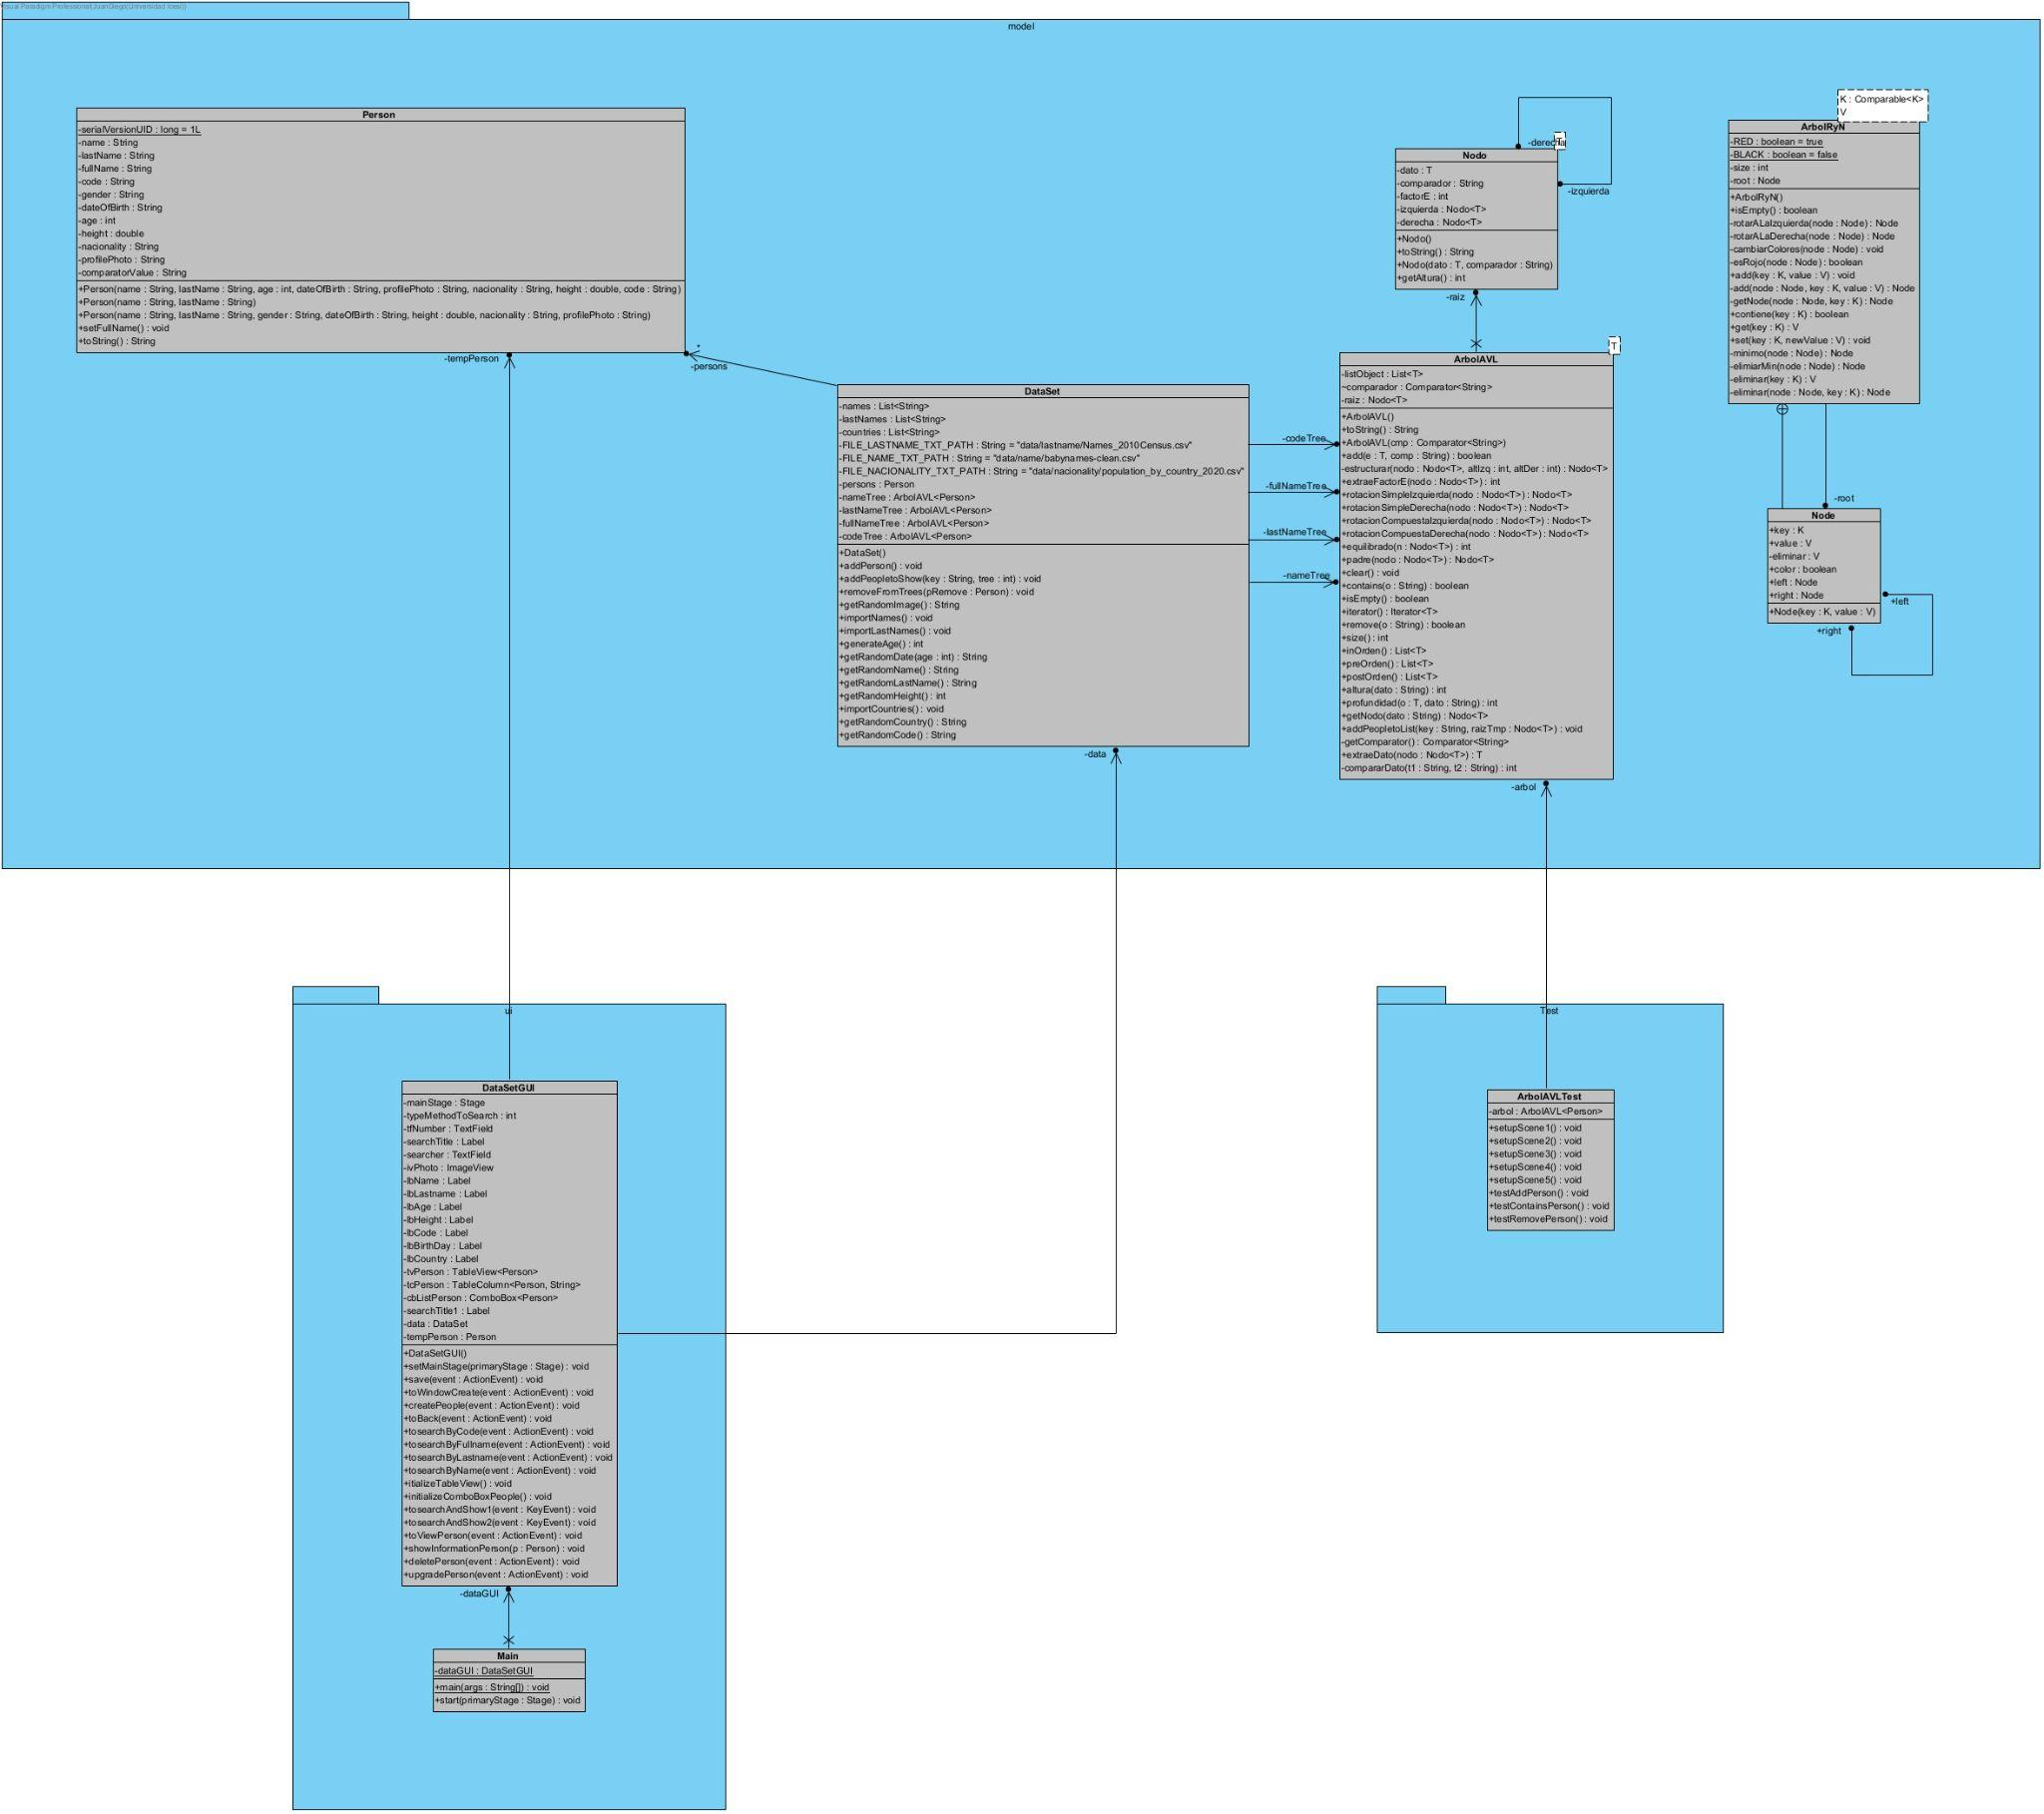 Visual Paradigm Professional(JuanDiego(Universidad Icesi))
model
Person
-serialVersionUID : long = 1L
-name : String
-lastName : String
-fullName : String
-code : String
-gender : String
-dateOfBirth : String
-age : int
-height : double
-nacionality : String
-profilePhoto : String
-comparatorValue : String
+Person(name : String, lastName : String, age : int, dateOfBirth : String, profilePhoto : String, nacionality : String, height : double, code : String)
+Person(name : String, lastName : String)
+Person(name : String, lastName : String, gender : String, dateOfBirth : String, height : double, nacionality : String, profilePhoto : String)
+setFullName() : void
+toString() : String
-tempPerson
*
-persons
DataSet
-names : List<String>
-lastNames : List<String>
-countries : List<String>
-FILE_LASTNAME_TXT_PATH : String = "data/lastname/Names_2010Census.csv"
-FILE_NAME_TXT_PATH : String = "data/name/babynames-clean.csv"
-FILE_NACIONALITY_TXT_PATH : String = "data/nacionality/population_by_country_2020.csv"
-persons : Person
-nameTree : ArbolAVL<Person>
-lastNameTree : ArbolAVL<Person>
-fullNameTree : ArbolAVL<Person>
-codeTree : ArbolAVL<Person>
+DataSet()
+addPerson() : void
+addPeopletoShow(key : String, tree : int) : void
+removeFromTrees(pRemove : Person) : void
+getRandomImage() : String
+importNames() : void
+importLastNames() : void
+generateAge() : int
+getRandomDate(age : int) : String
+getRandomName() : String
+getRandomLastName() : String
+getRandomHeight() : int
+importCountries() : void
+getRandomCountry() : String
+getRandomCode() : String
-data
-codeTree
-fullNameTree
-lastNameTree
-nameTree
-derecha
T
Nodo
-dato : T
-comparador : String
-factorE : int
-izquierda : Nodo<T>
-derecha : Nodo<T>
+Nodo()
+toString() : String
+Nodo(dato : T, comparador : String)
+getAltura() : int
-izquierda
-raiz
T
ArbolAVL
-listObject : List<T>
~comparador : Comparator<String>
-raiz : Nodo<T>
+ArbolAVL()
+toString() : String
+ArbolAVL(cmp : Comparator<String>)
+add(e : T, comp : String) : boolean
-estructurar(nodo : Nodo<T>, altIzq : int, altDer : int) : Nodo<T>
+extraeFactorE(nodo : Nodo<T>) : int
+rotacionSimpleIzquierda(nodo : Nodo<T>) : Nodo<T>
+rotacionSimpleDerecha(nodo : Nodo<T>) : Nodo<T>
+rotacionCompuestaIzquierda(nodo : Nodo<T>) : Nodo<T>
+rotacionCompuestaDerecha(nodo : Nodo<T>) : Nodo<T>
+equilibrado(n : Nodo<T>) : int
+padre(nodo : Nodo<T>) : Nodo<T>
+clear() : void
+contains(o : String) : boolean
+isEmpty() : boolean
+iterator() : Iterator<T>
+remove(o : String) : boolean
+size() : int
+inOrden() : List<T>
+preOrden() : List<T>
+postOrden() : List<T>
+altura(dato : String) : int
+profundidad(o : T, dato : String) : int
+getNodo(dato : String) : Nodo<T>
+addPeopletoList(key : String, raizTmp : Nodo<T>) : void
-getComparator() : Comparator<String>
+extraeDato(nodo : Nodo<T>) : T
-compararDato(t1 : String, t2 : String) : int
-arbol
K : Comparable<K>
V
ArbolRyN
-RED : boolean = true
-BLACK : boolean = false
-size : int
-root : Node
+ArbolRyN()
+isEmpty() : boolean
-rotarALaIzquierda(node : Node) : Node
-rotarALaDerecha(node : Node) : Node
-cambiarColores(node : Node) : void
-esRojo(node : Node) : boolean
+add(key : K, value : V) : void
-add(node : Node, key : K, value : V) : Node
-getNode(node : Node, key : K) : Node
+contiene(key : K) : boolean
+get(key : K) : V
+set(key : K, newValue : V) : void
-minimo(node : Node) : Node
-elimiarMin(node : Node) : Node
-eliminar(key : K) : V
-eliminar(node : Node, key : K) : Node
-root
Node
+key : K
+value : V
-eliminar : V
+color : boolean
+left : Node
+right : Node
+Node(key : K, value : V)
+left
+right
ui
DataSetGUI
-mainStage : Stage
-typeMethodToSearch : int
-tfNumber : TextField
-searchTitle : Label
-searcher : TextField
-ivPhoto : ImageView
-lbName : Label
-lbLastname : Label
-lbAge : Label
-lbHeight : Label
-lbCode : Label
-lbBirthDay : Label
-lbCountry : Label
-tvPerson : TableView<Person>
-tcPerson : TableColumn<Person, String>
-cbListPerson : ComboBox<Person>
-searchTitle1 : Label
-data : DataSet
-tempPerson : Person
+DataSetGUI()
+setMainStage(primaryStage : Stage) : void
+save(event : ActionEvent) : void
+toWindowCreate(event : ActionEvent) : void
+createPeople(event : ActionEvent) : void
+toBack(event : ActionEvent) : void
+tosearchByCode(event : ActionEvent) : void
+tosearchByFullname(event : ActionEvent) : void
+tosearchByLastname(event : ActionEvent) : void
+tosearchByName(event : ActionEvent) : void
+itializeTableView() : void
+initializeComboBoxPeople() : void
+tosearchAndShow1(event : KeyEvent) : void
+tosearchAndShow2(event : KeyEvent) : void
+toViewPerson(event : ActionEvent) : void
+showInformationPerson(p : Person) : void
+deletePerson(event : ActionEvent) : void
+upgradePerson(event : ActionEvent) : void
-dataGUI
Main
-dataGUI : DataSetGUI
+main(args : String[]) : void
+start(primaryStage : Stage) : void
Test
ArbolAVLTest
-arbol : ArbolAVL<Person>
+setupScene1() : void
+setupScene2() : void
+setupScene3() : void
+setupScene4() : void
+setupScene5() : void
+testAddPerson() : void
+testContainsPerson() : void
+testRemovePerson() : void